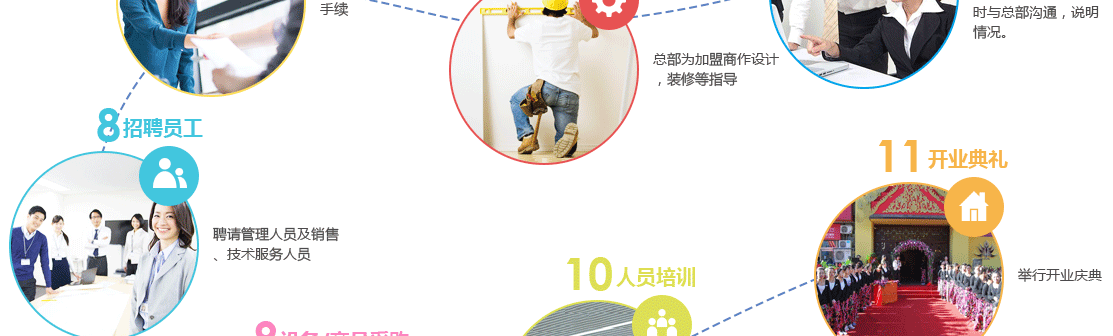 手续
总部为加盟商作设计
，装修等指导
时与总部沟通，说明
情况。
8 招聘员工
聘请管理人员及销售
、技术服务人员
11 开业典礼
举行开业庆典
10 人员培训